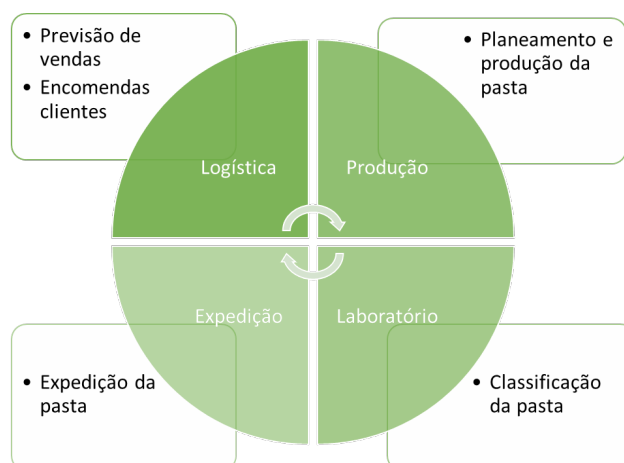 • Previsão de
vendas
• Encomendas
clientes
• Planeamento e
produção da
pasta
Logística
Produção
Expedição
Laboratório
• Expedição da
pasta
• Classificação
da pasta